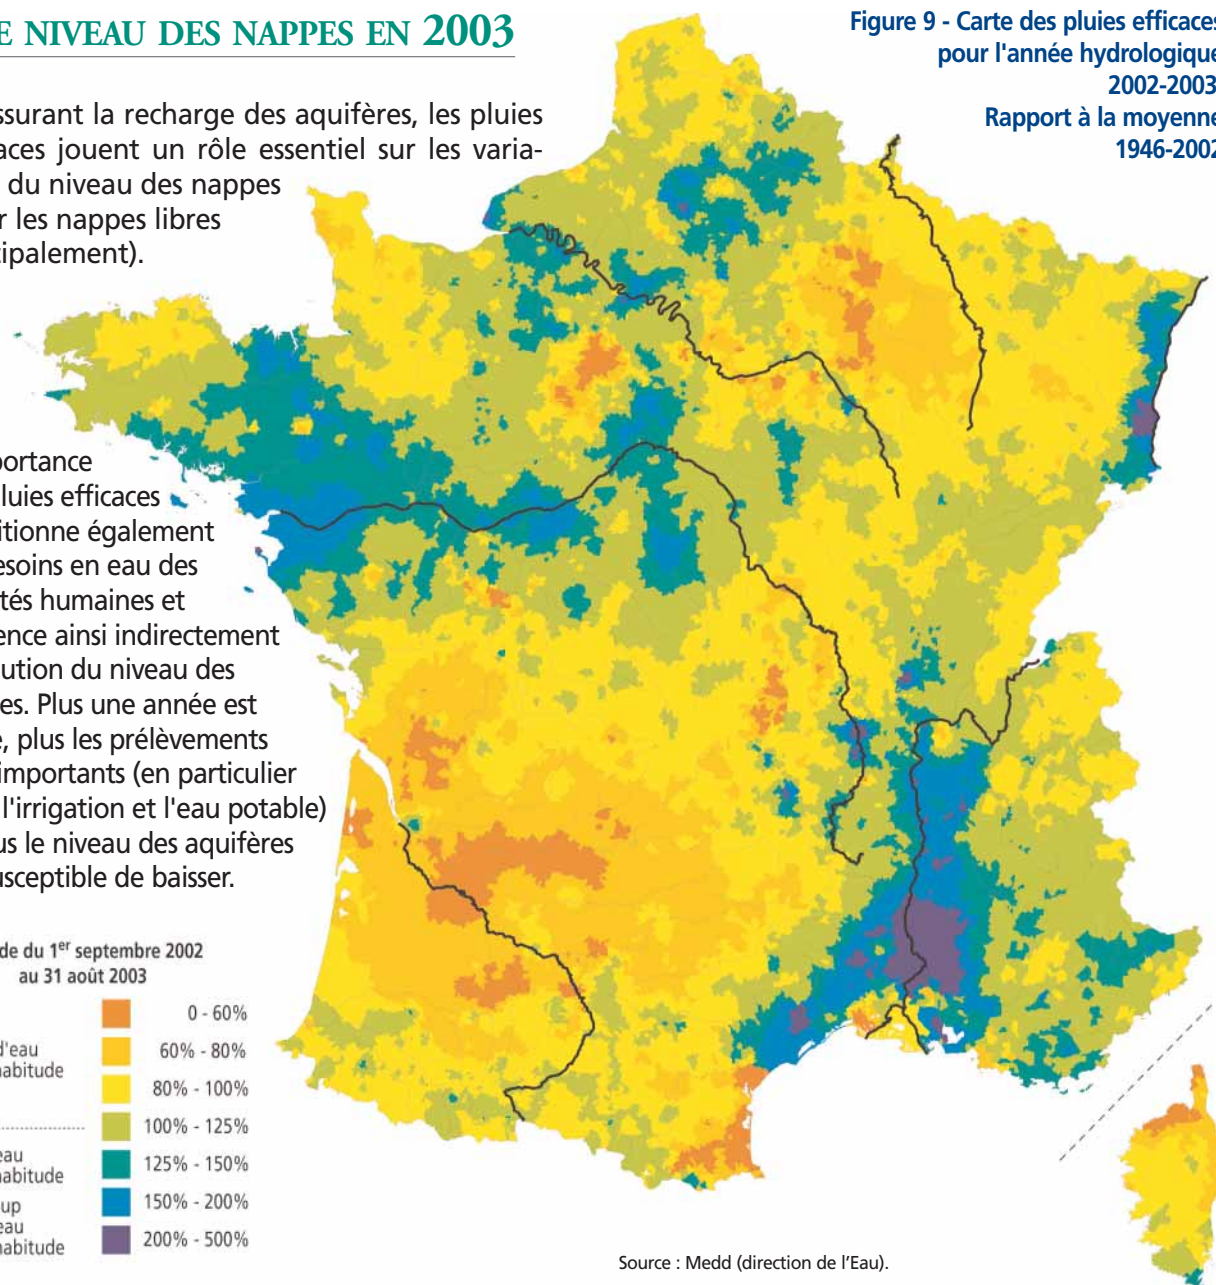 E NIVEAU DES NAPPES EN 2003
Figure 9 - Carte des pluies efficaces
pour l'année hydrologique
2002-2003
Rapport à la moyenne
1946-2002
ssurant la recharge des aquifères, les pluies
aces jouent un rôle essentiel sur les varia-
du niveau des nappes
r les nappes libres
cipalement).
portance
luies efficaces
itionne également
esoins en eau des
tés humaines et
ence ainsi indirectement
ution du niveau des
es. Plus une année est
e, plus les prélèvements
importants (en particulier
l'irrigation et l'eau potable)
us le niveau des aquifères
usceptible de baisser.
de du 1er septembre 2002
au 31 août 2003
0 - 60%
d'eau
habitude
60% - 80%
80% - 100%
100% - 125%
eau
habitude
125% - 150%
up
eau
habitude
150% - 200%
200% - 500%
Source : Medd (direction de l'Eau).